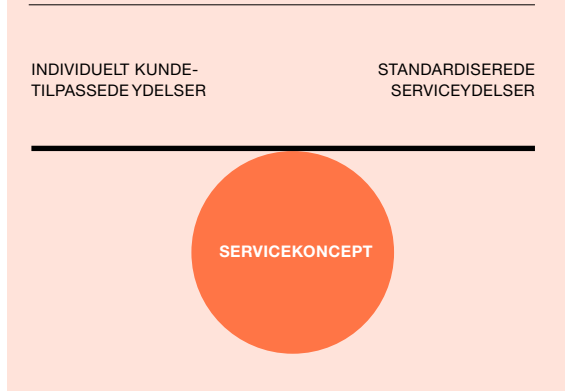 INDIVIDUELT KUNDE-
TILPASSEDE YDELSER
STANDARDISEREDE
SERVICEYDELSER
SERVICEKONCEPT